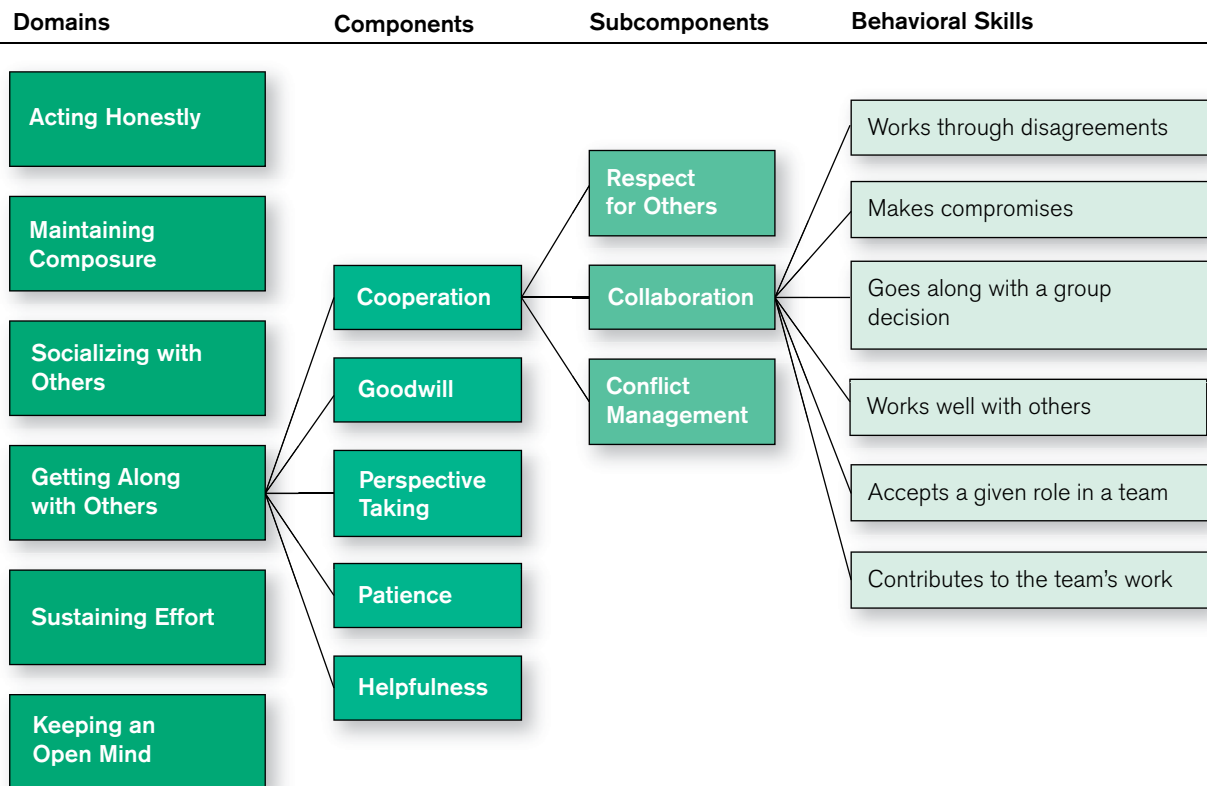 Domains
Components
Subcomponents
Behavioral Skills
Acting Honestly
Maintaining
Composure
Socializing with
Others
Getting Along
with Others
Sustaining Effort
Keeping an
Open Mind
Cooperation
Goodwill
Perspective
Taking
Patience
Helpfulness
Respect
for Others
Collaboration
Conflict
Management
Works through disagreements
Makes compromises
Goes along with a group
decision
Works well with others
Accepts a given role in a team
Contributes to the team’s work